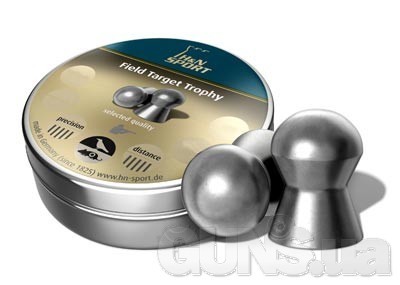 H&N
SPORT
Field Target Trophy
selected quality
precision
distance
made in Germany (since 1825) www.hn-sport.de
GUNS.ua